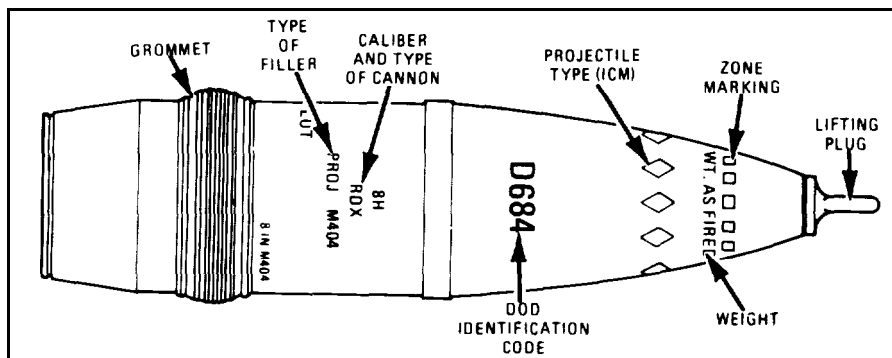 GROMMET
TYPE
OF
FILLER
CALIBER
AND TYPE
OF CANNON
PROJECTILE
TYPE (ICM)
ZONE
MARKING
LIFTING
PLUG
8 IN M404
LUT
PROJ M404
RDX
8H
D684
WT. AS FIRED
DOD
IDENTIFICATION
CODE
WEIGHT